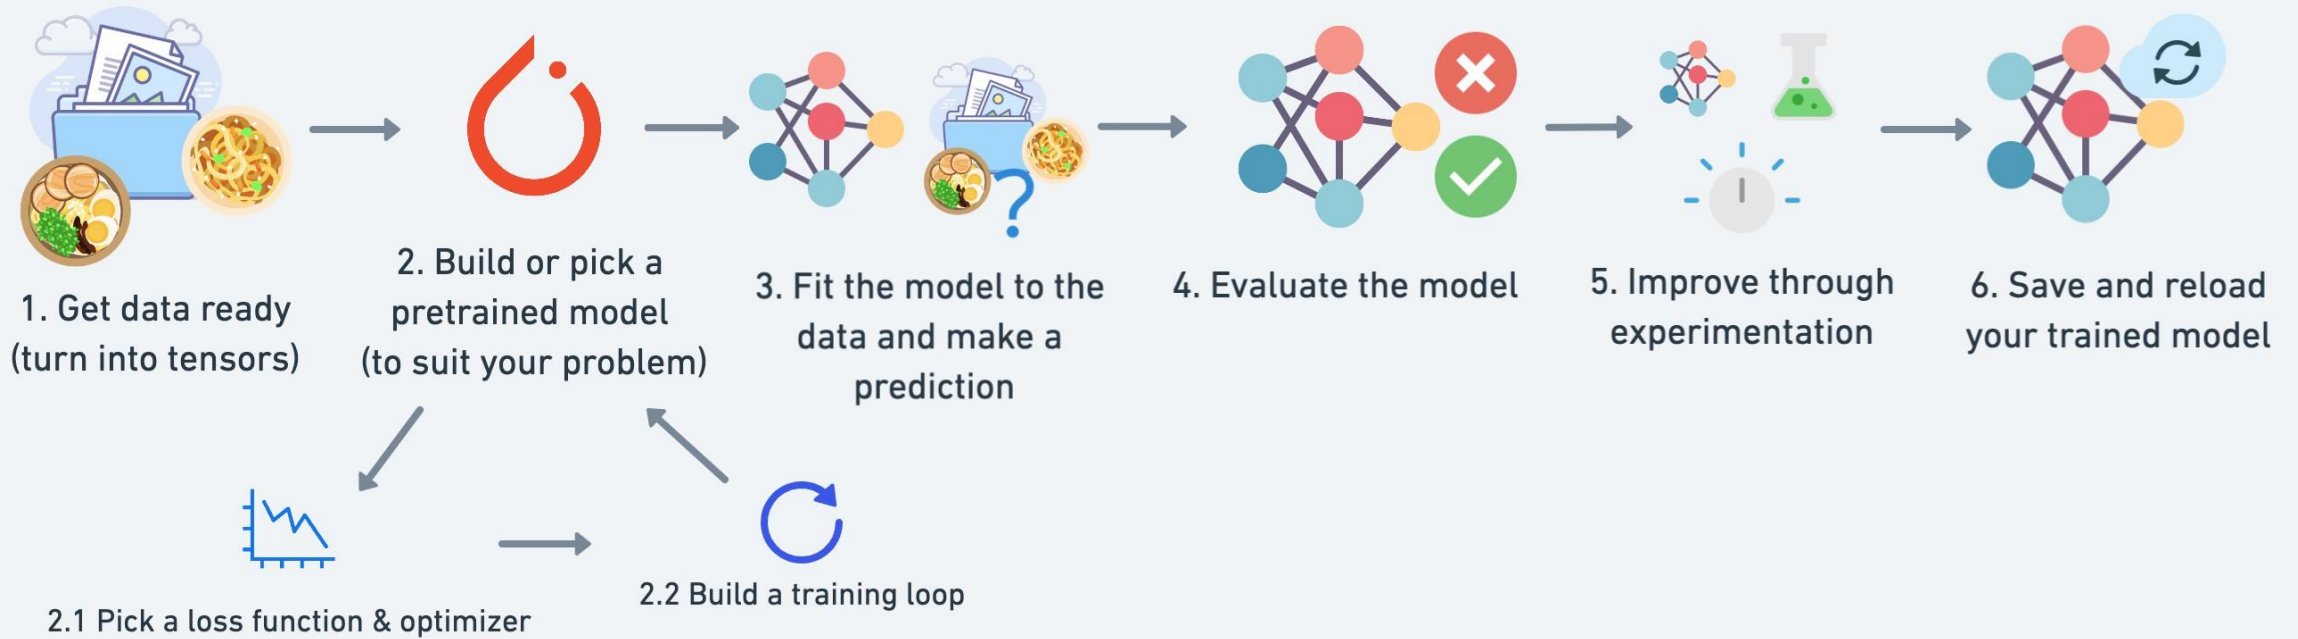 1. Get data ready
(turn into tensors)
2. Build or pick a
pretrained model
(to suit your problem)
2.1 Pick a loss function & optimizer
2.2 Build a training loop
3. Fit the model to the
data and make a
prediction
4. Evaluate the model
5. Improve through
experimentation
6. Save and reload
your trained model